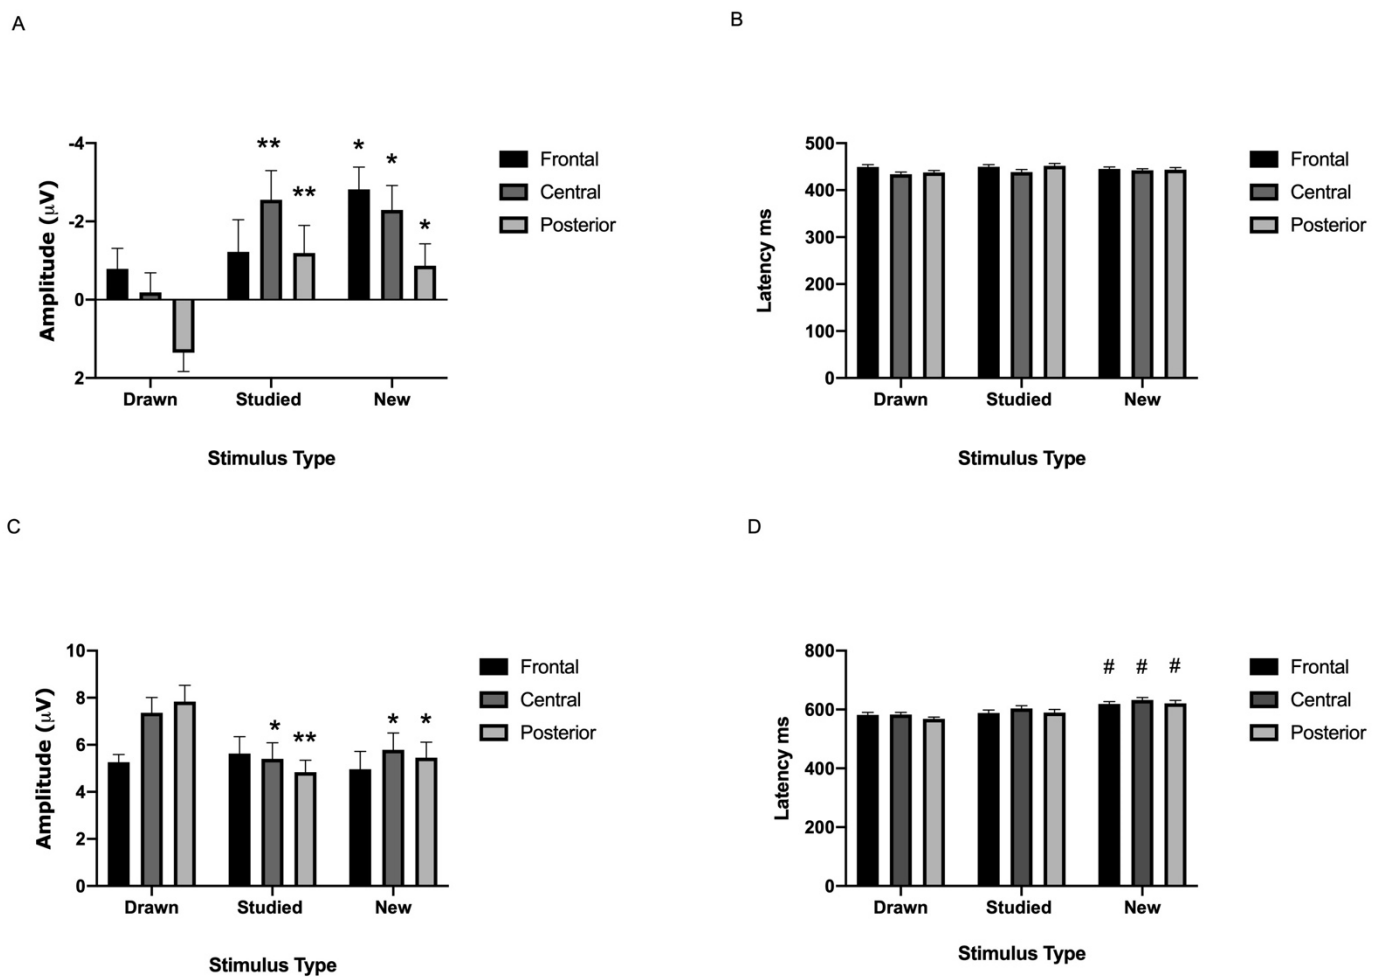 A
-4
-2
0
2
Amplitude (μV)
** ** * * *
Drawn Studied New
Stimulus Type
Frontal
Central
Posterior
B
500
400
300
200
100
0
Latency ms
Drawn Studied New
Stimulus Type
Frontal
Central
Posterior
C
10
8
6
4
2
0
Amplitude (μV)
* ** * *
Drawn Studied New
Stimulus Type
Frontal
Central
Posterior
D
800
600
400
200
0
Latency ms
# # #
Drawn Studied New
Stimulus Type
Frontal
Central
Posterior